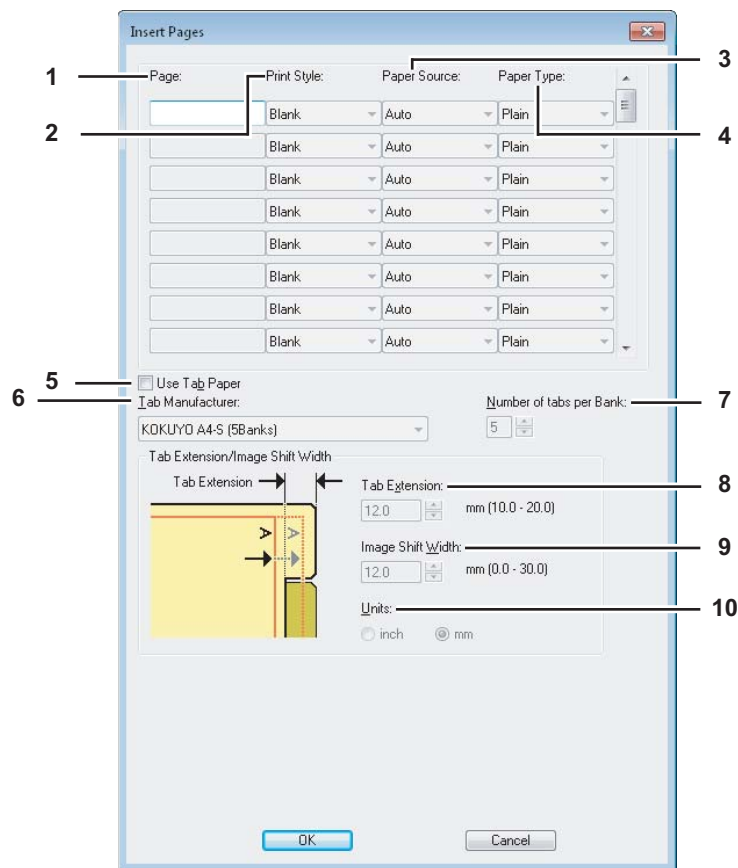 Insert Pages
3
1
Page: Print Style: Paper Source: Paper Type:
2
4
Blank Auto Plain
Blank Auto Plain
Blank Auto Plain
Blank Auto Plain
Blank Auto Plain
Blank Auto Plain
Blank Auto Plain
Blank Auto Plain
5
Use Tab Paper
6
Tab Manufacturer: Number of tabs per Bank:
7
KOKUYO A4-S (5Banks) 5
Tab Extension/Image Shift Width
Tab Extension
Tab Extension:
8
12.0 mm (10.0 - 20.0)
A A
Image Shift Width:
9
12.0 mm (0.0 - 30.0)
Units:
10
inch mm
OK Cancel